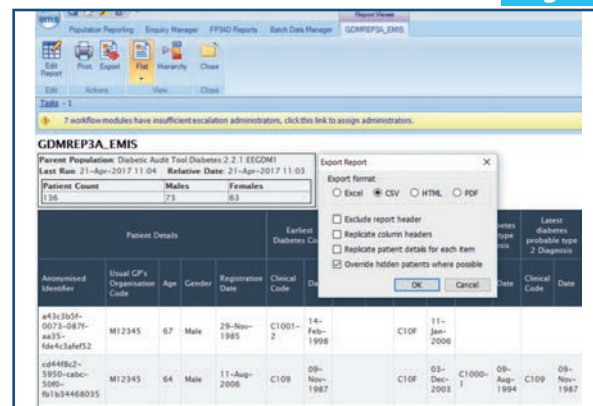 emis
Population Reporting Enquiry Manager FP34D Reports Batch Data Manager
Report Viewer
GDMREP3A_EMIS
Edit Report Print Export Flat Hierarchy Close
Edit Actions View Close
Tasks - 1
7 workflow modules have insufficient escalation administrators, click this link to assign administrators.
GDMREP3A_EMIS
Parent Population: Diabetic Audit Tool Diabetes:2.2.1:EEGDM1
Last Run: 21-Apr-2017 11:04 Relative Date: 21-Apr-2017 11:03
Patient Count Males Females
136 73 63
Export Report
Export format
Excel CSV HTML PDF
Exclude report header
Replicate column headers
Replicate patient details for each item
Override hidden patients where possible
OK Cancel
Patient Details
Earliest
Diabetes
Latest
diabetes
probable type
2 Diagnosis
Anonymised Identifier
Usual GP's Organisation Code
Age Gender
Registration Date
Clinical Code
Date
Clinical Code
Date
a43c3b5f-
0073-087f-
aa35-
fde4c3afef52
M12345 67 Male
29-Nov-
1985
C1001-
2
14-
Feb-
1998
C10F
11-
Jan-
2006
cd44f8c2-
5950-cabc-
50f0-
fb1b34468035
M12345 64 Male
11-Aug-
2006
C109
09-
Nov-
1987
C10F
03-
Dec-
2003
C1000-
1
09-
Aug-
1994
C109
09-
Nov-
1987